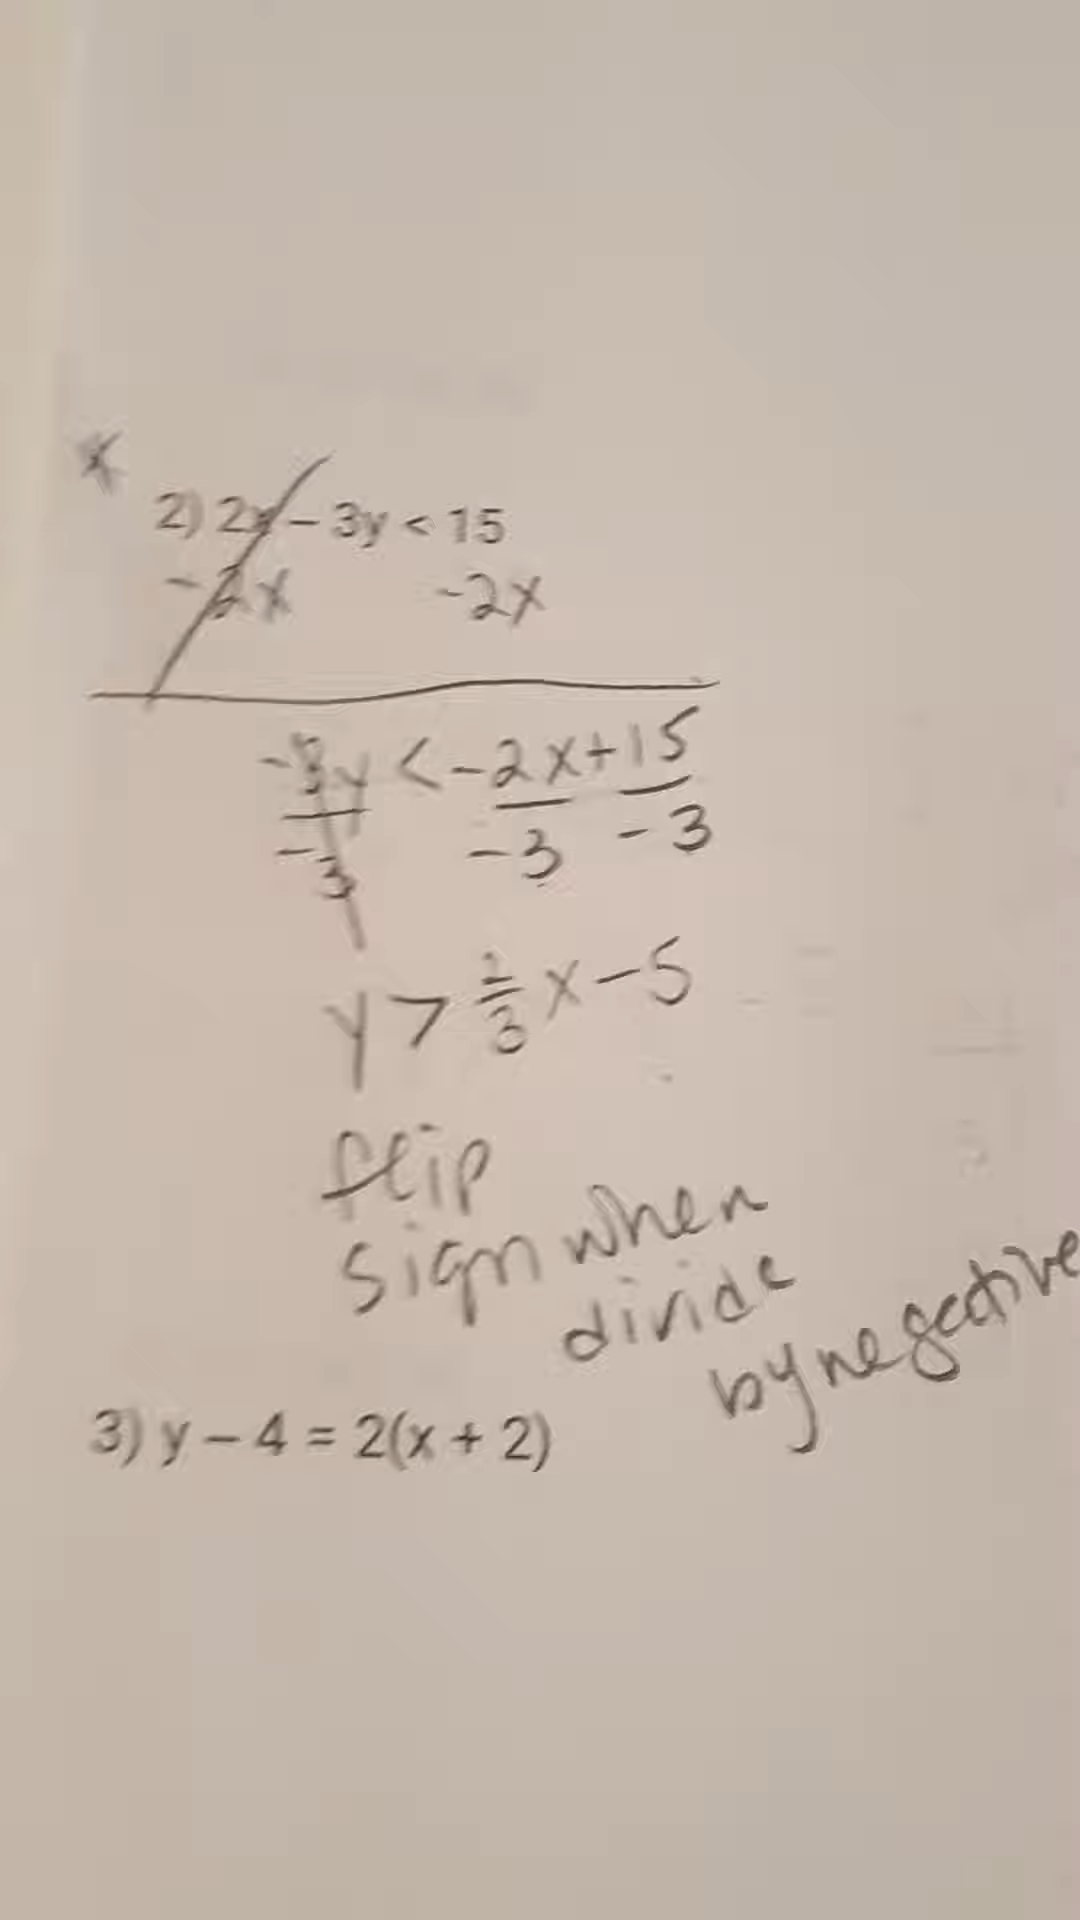 x
2) 2x – 3y < 15
-2x -2x
-3y < -2x + 15
-3 -3 -3
y > 2/3 x - 5
flip
sign when
divide
by negative
3) y – 4 = 2(x + 2)